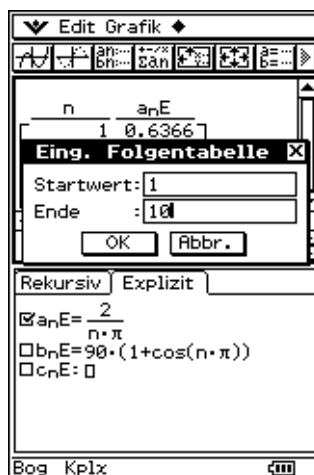 Edit Grafik
n aₙE
1 0.6366
Eing. Folgentabelle X
Startwert: 1
Ende : 10
OK Abbr.
Rekursiv Explizit
aₙE= 2/(n·π)
bₙE=90·(1+cos(n·π))
cₙE:
Bog Kplx